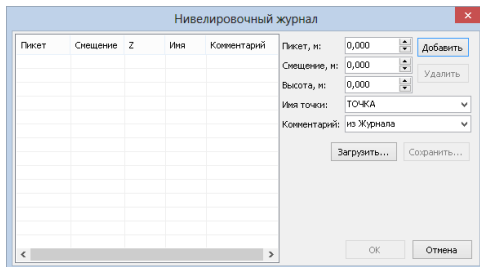 Нивелировочный журнал
Пикет Смещение Z Имя Комментарий
Пикет, м: 0,000 Добавить
Смещение, м: 0,000
Удалить
Высота, м: 0,000
Имя точки: ТОЧКА
Комментарий: из Журнала
Загрузить... Сохранить...
OK Отмена